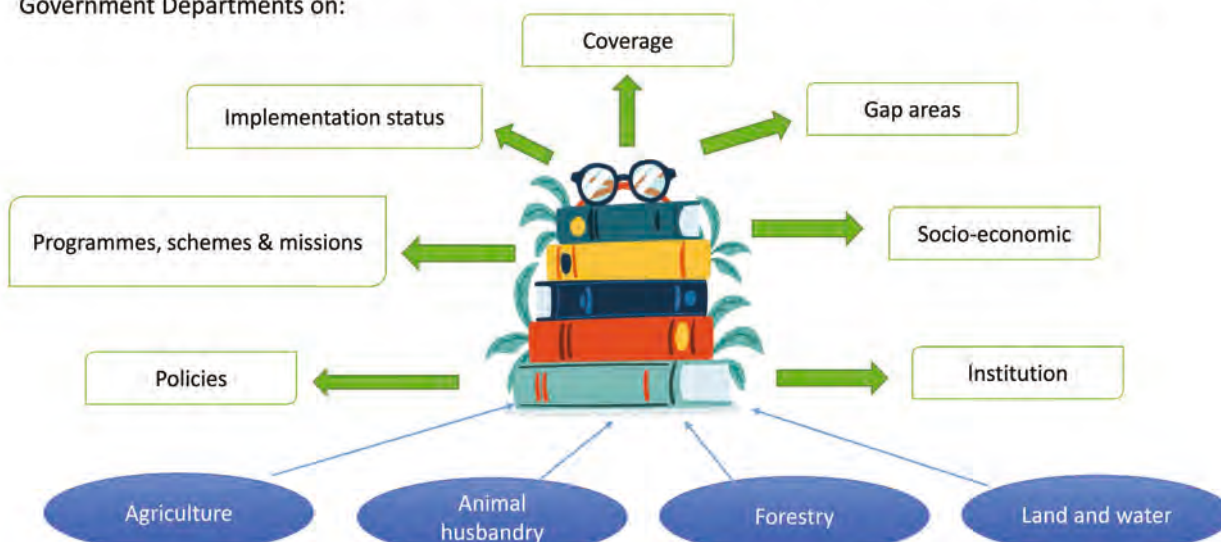 Government Departments on:
Coverage
Implementation status
Gap areas
Programmes, schemes & missions
Socio-economic
Policies
Institution
Agriculture
Animal
husbandry
Forestry
Land and water